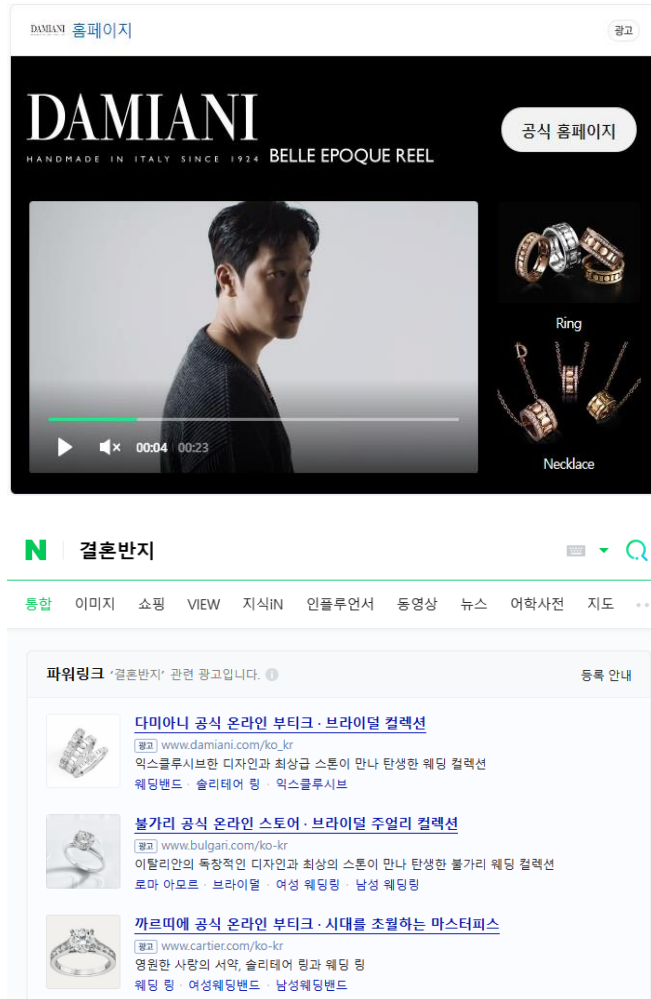 DAMIANI 홈페이지
광고
DAMIANI
HANDMADE IN ITALY SINCE 1924 BELLE EPOQUE REEL
공식 홈페이지
Ring
00:04 00:23
Necklace
N 결혼반지
통합 이미지 쇼핑 VIEW 지식iN 인플루언서 동영상 뉴스 어학사전 지도
파워링크 '결혼반지' 관련 광고입니다. 등록 안내
다미아니 공식 온라인 부티크 · 브라이덜 컬렉션
광고 www.damiani.com/ko_kr
익스클루시브한 디자인과 최상급 스톤이 만나 탄생한 웨딩 컬렉션
웨딩밴드 · 솔리테어 링 · 익스클루시브
불가리 공식 온라인 스토어 · 브라이덜 주얼리 컬렉션
광고 www.bulgari.com/ko-kr
이탈리안의 독창적인 디자인과 최상의 스톤이 만나 탄생한 불가리 웨딩 컬렉션
로마 아모르 · 브라이덜 · 여성 웨딩링 · 남성 웨딩링
까르띠에 공식 온라인 부티크 · 시대를 초월하는 마스터피스
광고 www.cartier.com/ko-kr
영원한 사랑의 서약, 솔리테어 링과 웨딩 링
웨딩 링 · 여성웨딩밴드 · 남성웨딩밴드